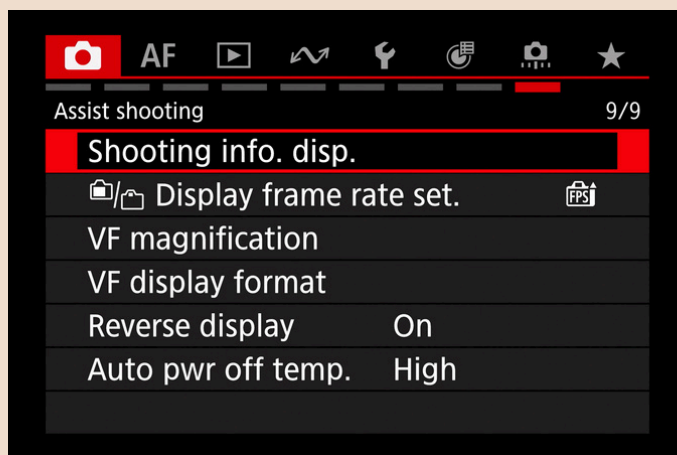 AF
Assist shooting 9/9
Shooting info. disp.
/ Display frame rate set. FPS
VF magnification
VF display format
Reverse display On
Auto pwr off temp. High